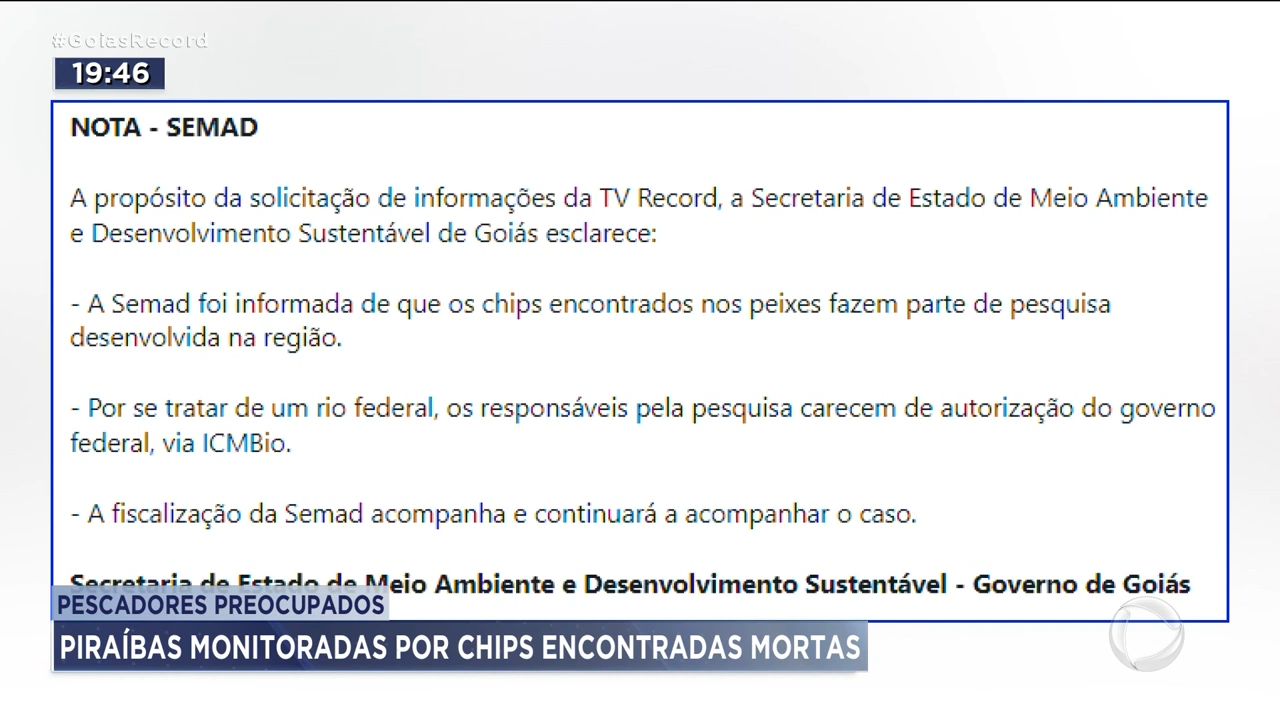 #GoiasRecord
19:46
NOTA - SEMAD
A propósito da solicitação de informações da TV Record, a Secretaria de Estado de Meio Ambiente
e Desenvolvimento Sustentável de Goiás esclarece:
- A Semad foi informada de que os chips encontrados nos peixes fazem parte de pesquisa
desenvolvida na região.
- Por se tratar de um rio federal, os responsáveis pela pesquisa carecem de autorização do governo
federal, via ICMBio.
- A fiscalização da Semad acompanha e continuará a acompanhar o caso.
Secretaria de Estado de Meio Ambiente e Desenvolvimento Sustentável - Governo de Goiás
PESCADORES PREOCUPADOS
PIRAÍBAS MONITORADAS POR CHIPS ENCONTRADAS MORTAS